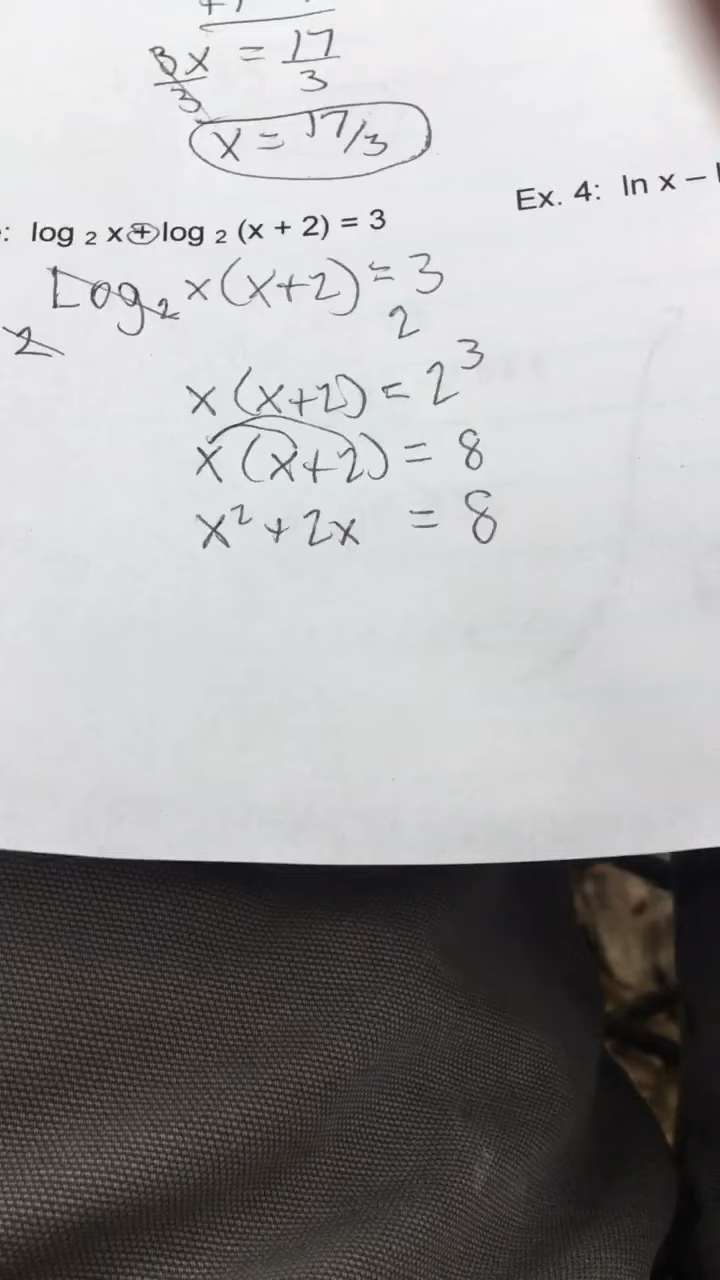 3x = 17
3 3
x = 17/3
Ex. 4: ln x –
: log 2 x + log 2 (x + 2) = 3
Log2 x(x+2) = 3
2 2
x(x+2) = 2^3
x(x+2) = 8
x² + 2x = 8